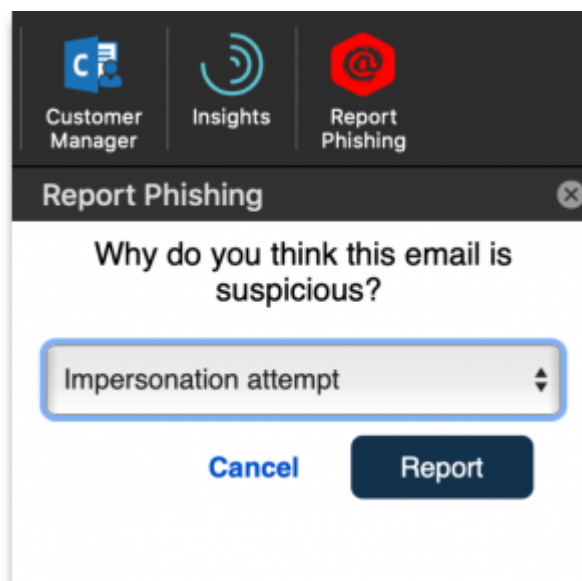 Customer
Manager
Insights
Report
Phishing
Report Phishing
Why do you think this email is
suspicious?
Impersonation attempt
Cancel
Report